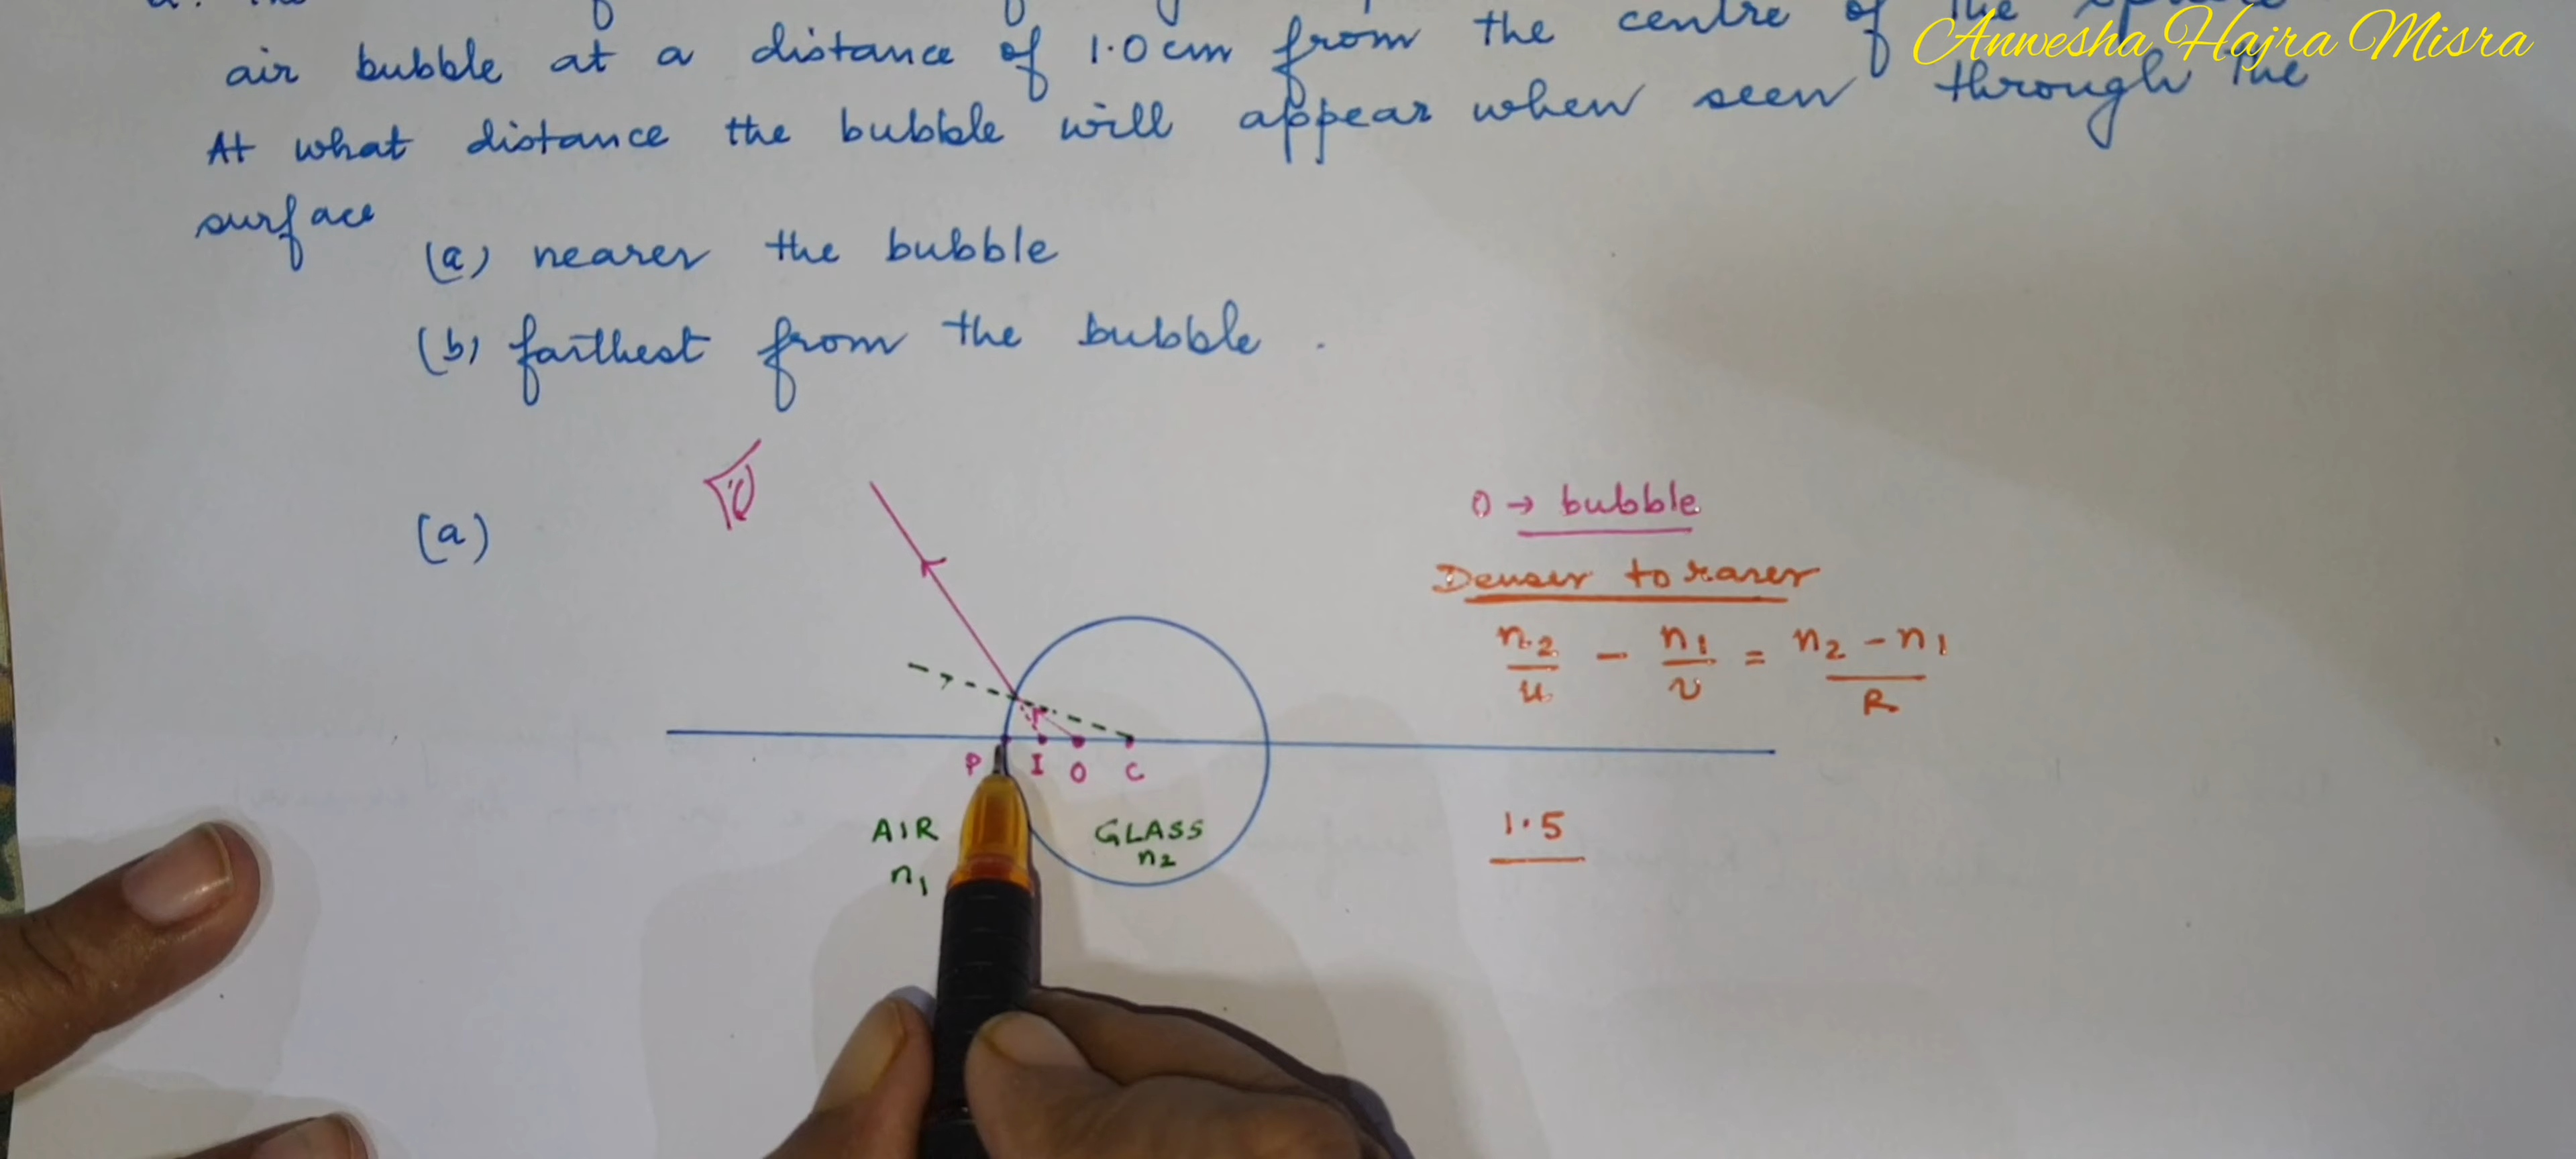 of the
Anwesha Hajra Misra
air bubble at a distance of 1.0 cm from the centre
At what distance the bubble will appear when seen through the
surface
(a) nearer the bubble
(b) farthest from the bubble .
(a)
O → bubble
Denser to rarer
n2/u - n1/v = n2 - n1/R
P I O C
AIR
n1
GLASS
n2
1.5